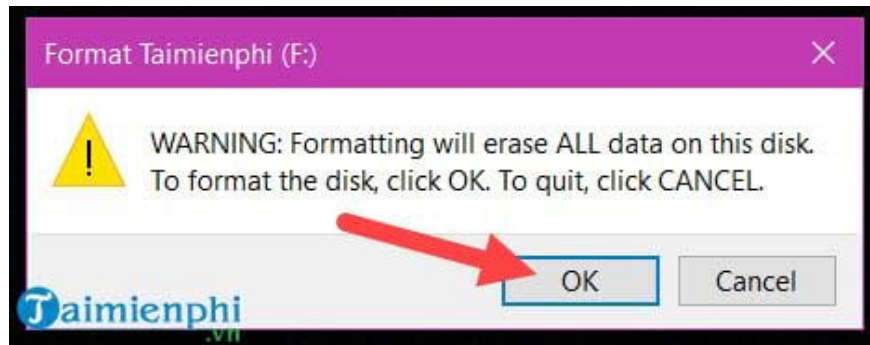 Format Taimienphi (F:)
WARNING: Formatting will erase ALL data on this disk.
To format the disk, click OK. To quit, click CANCEL.
OK
Cancel
Taimienphi
.vn